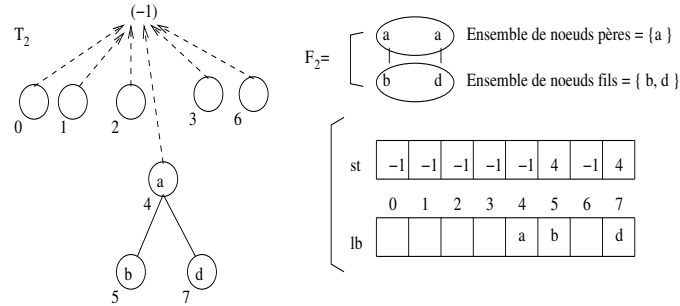 (−1)
T2
0 1 2 3 6
a
4
b d
5 7
F2=
a a Ensemble de noeuds pères = {a }
b d Ensemble de noeuds fils = { b, d }
st −1 −1 −1 −1 −1 4 −1 4
0 1 2 3 4 5 6 7
lb a b d